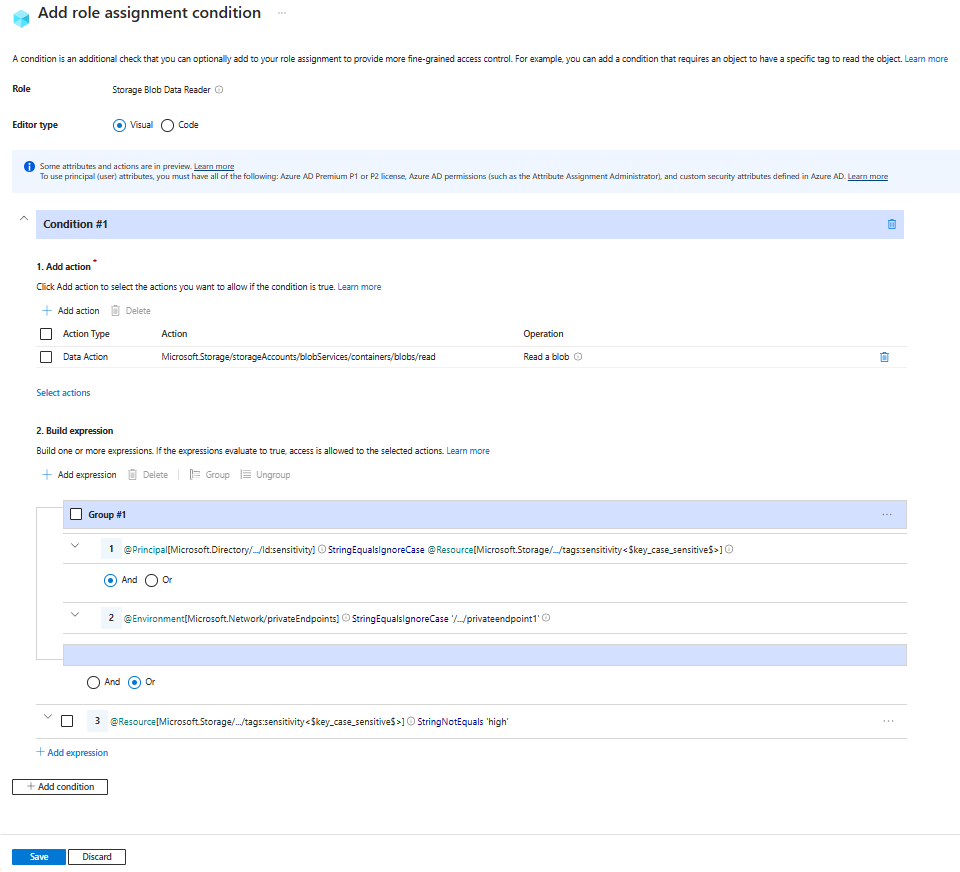 Add role assignment condition ...
A condition is an additional check that you can optionally add to your role assignment to provide more fine-grained access control. For example, you can add a condition that requires an object to have a specific tag to read the object. Learn more
Role Storage Blob Data Reader
Editor type Visual Code
Some attributes and actions are in preview. Learn more
To use principal (user) attributes, you must have all of the following: Azure AD Premium P1 or P2 license, Azure AD permissions (such as the Attribute Assignment Administrator), and custom security attributes defined in Azure AD. Learn more
Condition #1
1. Add action *
Click Add action to select the actions you want to allow if the condition is true. Learn more
+ Add action Delete
Action Type Action Operation
Data Action Microsoft.Storage/storageAccounts/blobServices/containers/blobs/read Read a blob
Select actions
2. Build expression
Build one or more expressions. If the expressions evaluate to true, access is allowed to the selected actions. Learn more
+ Add expression Delete | Group Ungroup
Group #1 ...
1 @Principal[Microsoft.Directory/.../Id:sensitivity] StringEqualsIgnoreCase @Resource[Microsoft.Storage/.../tags:sensitivity<$key_case_sensitive$>]
And Or
2 @Environment[Microsoft.Network/privateEndpoints] StringEqualsIgnoreCase '/.../privateendpoint1'
And Or
3 @Resource[Microsoft.Storage/.../tags:sensitivity<$key_case_sensitive$>] StringNotEquals 'high' ...
+ Add expression
+ Add condition
Save Discard